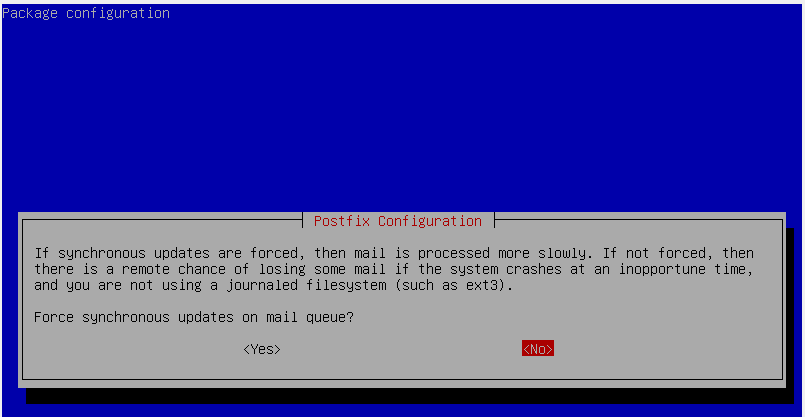 Package configuration
Postfix Configuration
If synchronous updates are forced, then mail is processed more slowly. If not forced, then
there is a remote chance of losing some mail if the system crashes at an inopportune time,
and you are not using a journaled filesystem (such as ext3).
Force synchronous updates on mail queue?
<Yes> <No>